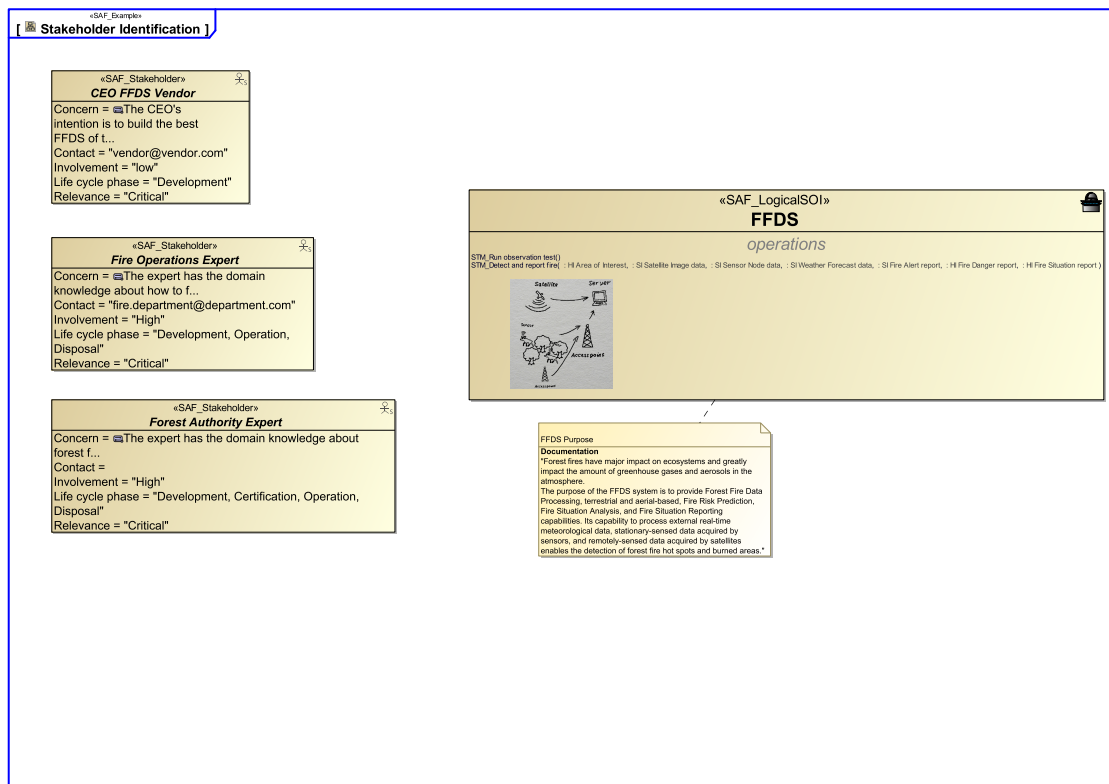 «SAF_Example»
[ Stakeholder Identification ]
«SAF_Stakeholder»
CEO FFDS Vendor
Concern = The CEO's
intention is to build the best
FFDS of t...
Contact = "vendor@vendor.com"
Involvement = "low"
Life cycle phase = "Development"
Relevance = "Critical"
«SAF_Stakeholder»
Fire Operations Expert
Concern = The expert has the domain
knowledge about how to f...
Contact = "fire.department@department.com"
Involvement = "High"
Life cycle phase = "Development, Operation,
Disposal"
Relevance = "Critical"
«SAF_Stakeholder»
Forest Authority Expert
Concern = The expert has the domain knowledge about
forest f...
Contact =
Involvement = "High"
Life cycle phase = "Development, Certification, Operation,
Disposal"
Relevance = "Critical"
«SAF_LogicalSOI»
FFDS
operations
STM_Run observation test()
STM_Detect and report fire( : HI Area of Interest, : SI Satellite Image data, : SI Sensor Node data, : SI Weather Forecast data, : SI Fire Alert report, : HI Fire Danger report, : HI Fire Situation report )
Satellite
Server
Sensor
Accesspoint
Accesspoint
FFDS Purpose
Documentation
"Forest fires have major impact on ecosystems and greatly
impact the amount of greenhouse gases and aerosols in the
atmosphere.
The purpose of the FFDS system is to provide Forest Fire Data
Processing, terrestrial and aerial-based, Fire Risk Prediction,
Fire Situation Analysis, and Fire Situation Reporting
capabilities. Its capability to process external real-time
meteorological data, stationary-sensed data acquired by
sensors, and remotely-sensed data acquired by satellites
enables the detection of forest fire hot spots and burned areas."